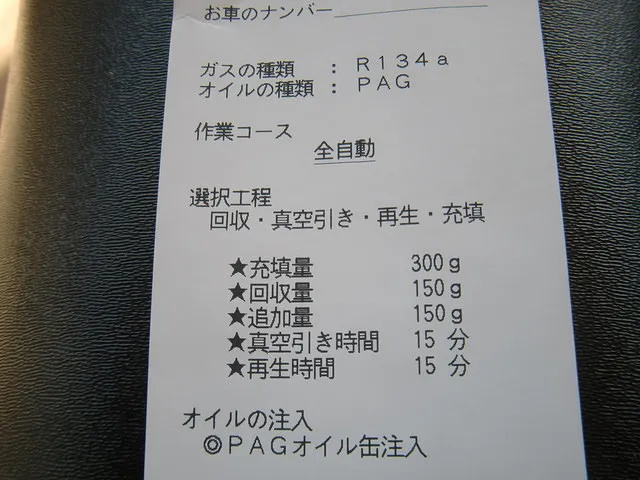 お車のナンバー
ガスの種類 ： Ｒ１３４ａ
オイルの種類 ： ＰＡＧ
作業コース
全自動
選択工程
回収・真空引き・再生・充填
★充填量 300ｇ
★回収量 150ｇ
★追加量 150ｇ
★真空引き時間 15 分
★再生時間 15 分
オイルの注入
◎ＰＡＧオイル缶注入